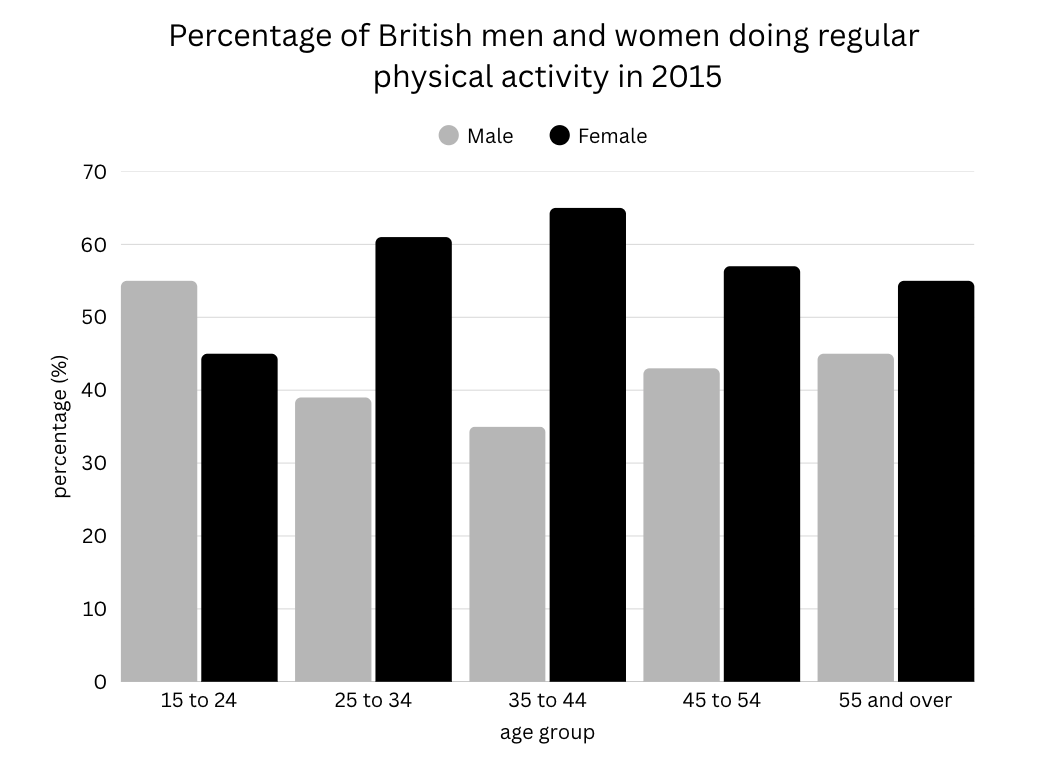 Percentage of British men and women doing regular
physical activity in 2015
Male Female
70
60
50
40
30
20
10
0
percentage (%)
15 to 24 25 to 34 35 to 44 45 to 54 55 and over
age group